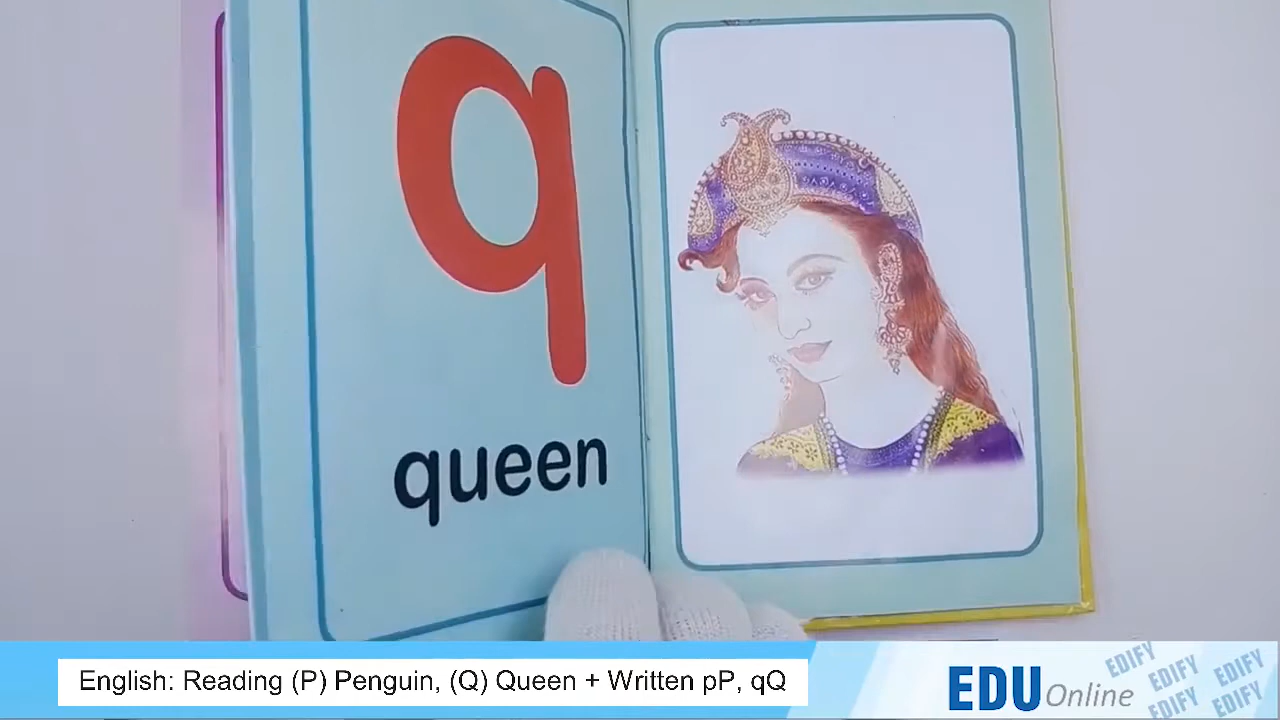 q
queen
English: Reading (P) Penguin, (Q) Queen + Written pP, qQ
EDU Online
EDIFY
EDIFY EDIFY
EDIFY EDIFY